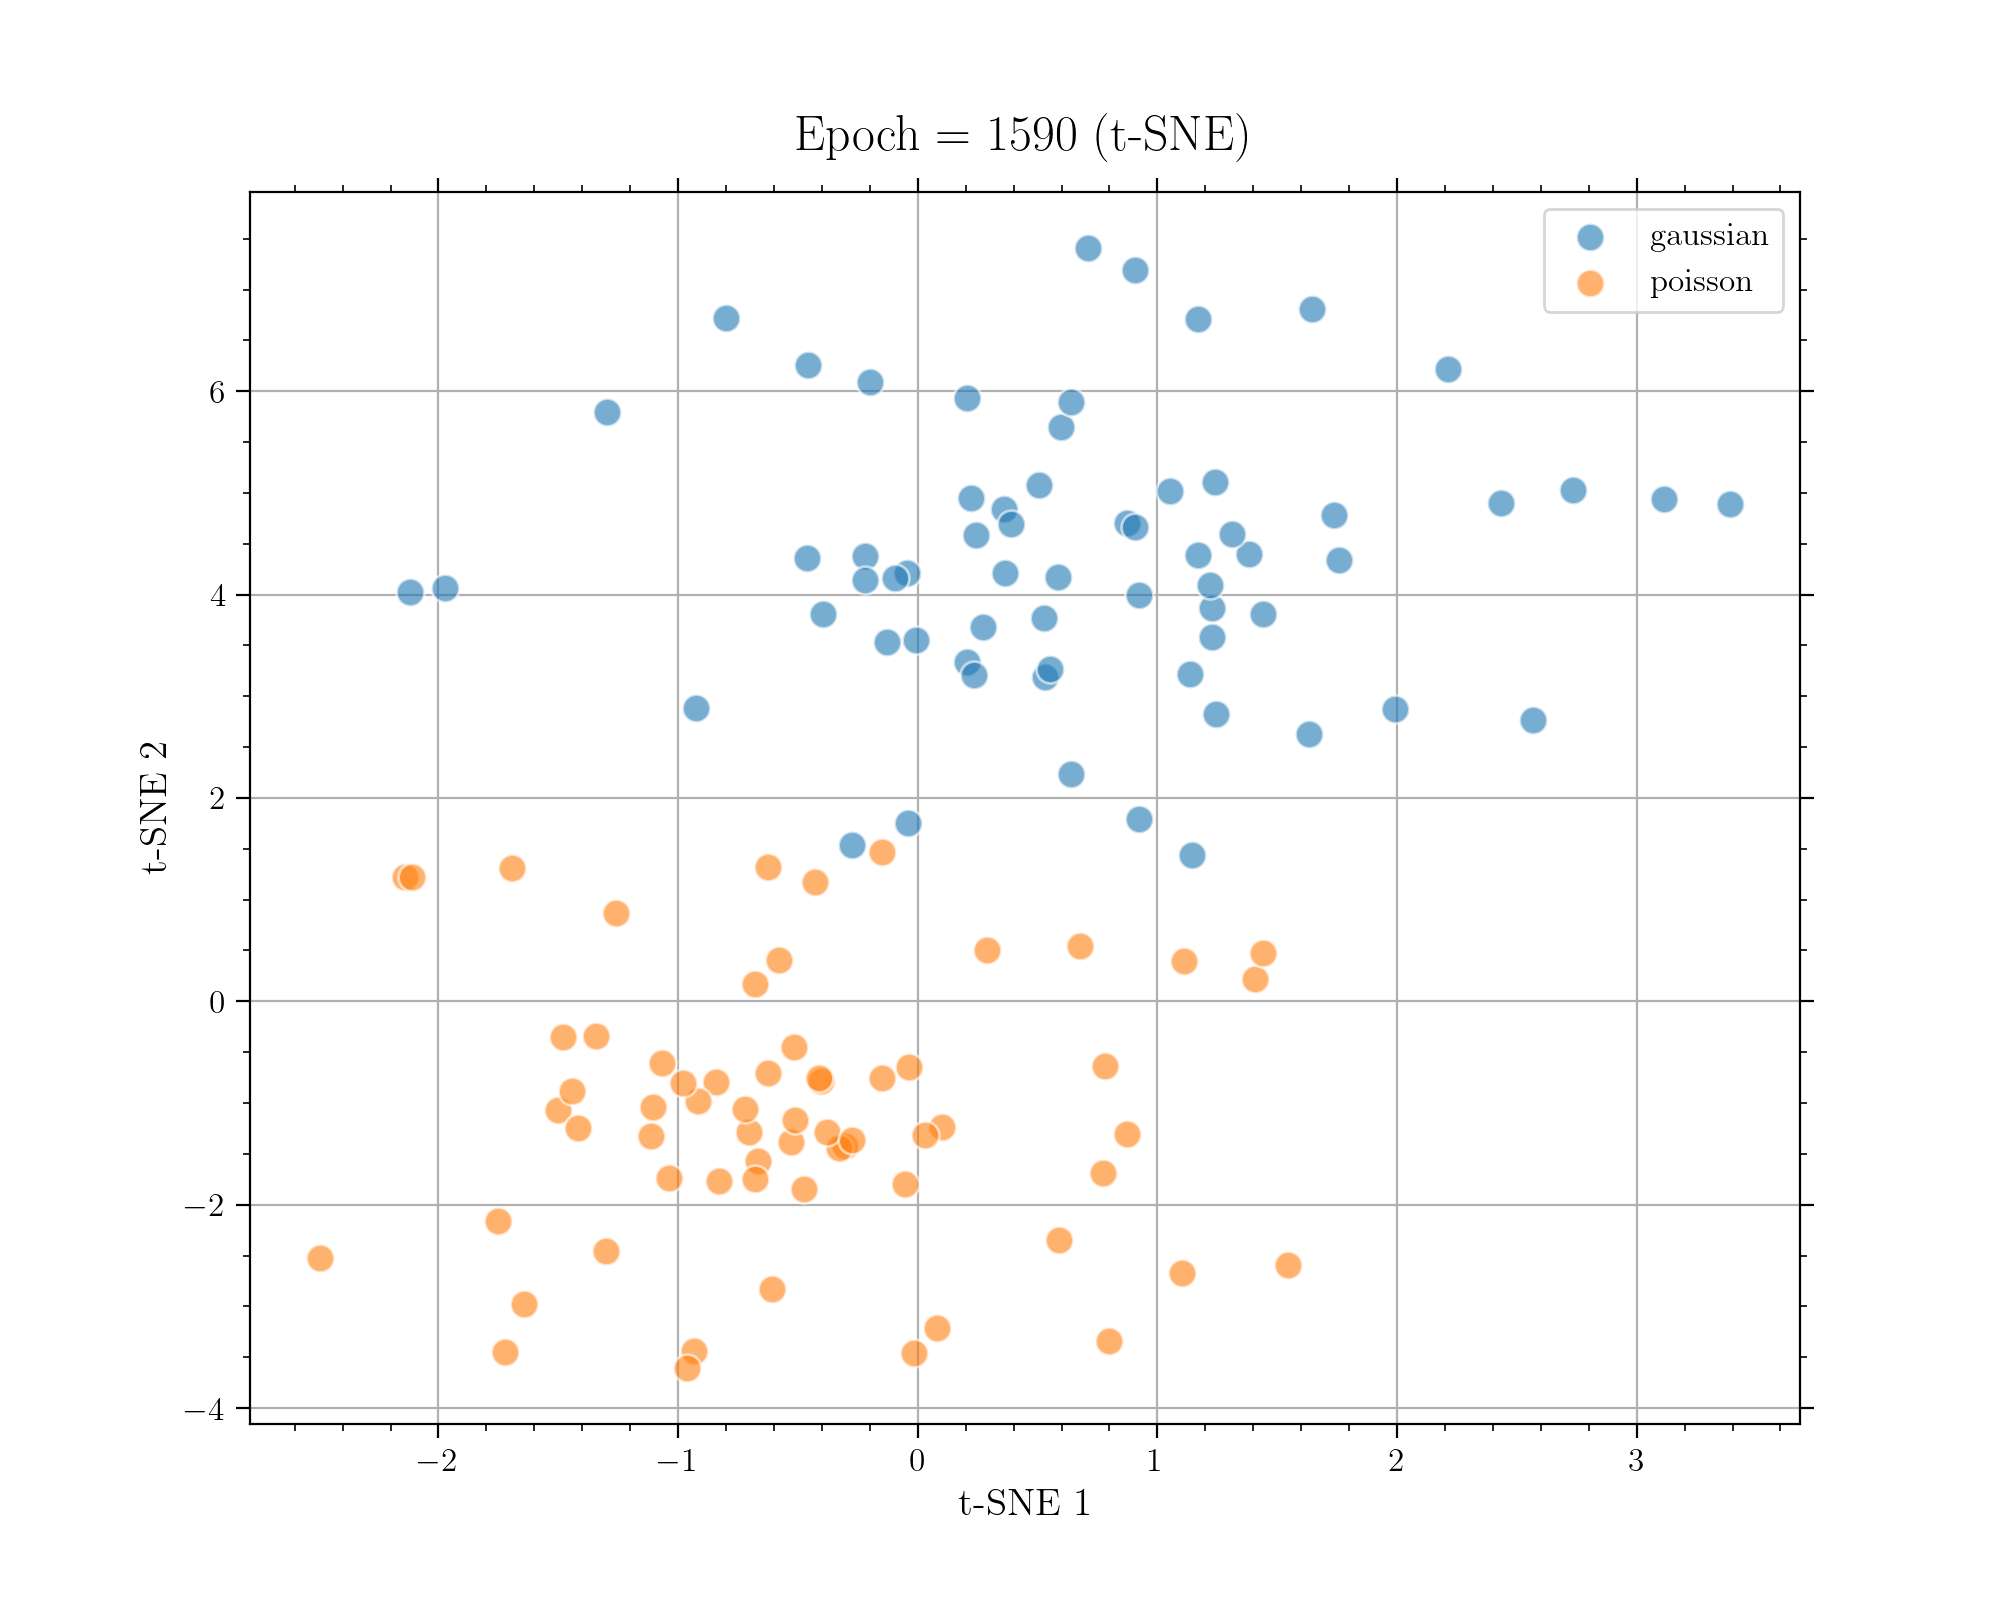 Epoch = 1590 (t-SNE)
gaussian
poisson
6
4
2
0
−2
−4
t-SNE 2
−2 −1 0 1 2 3
t-SNE 1